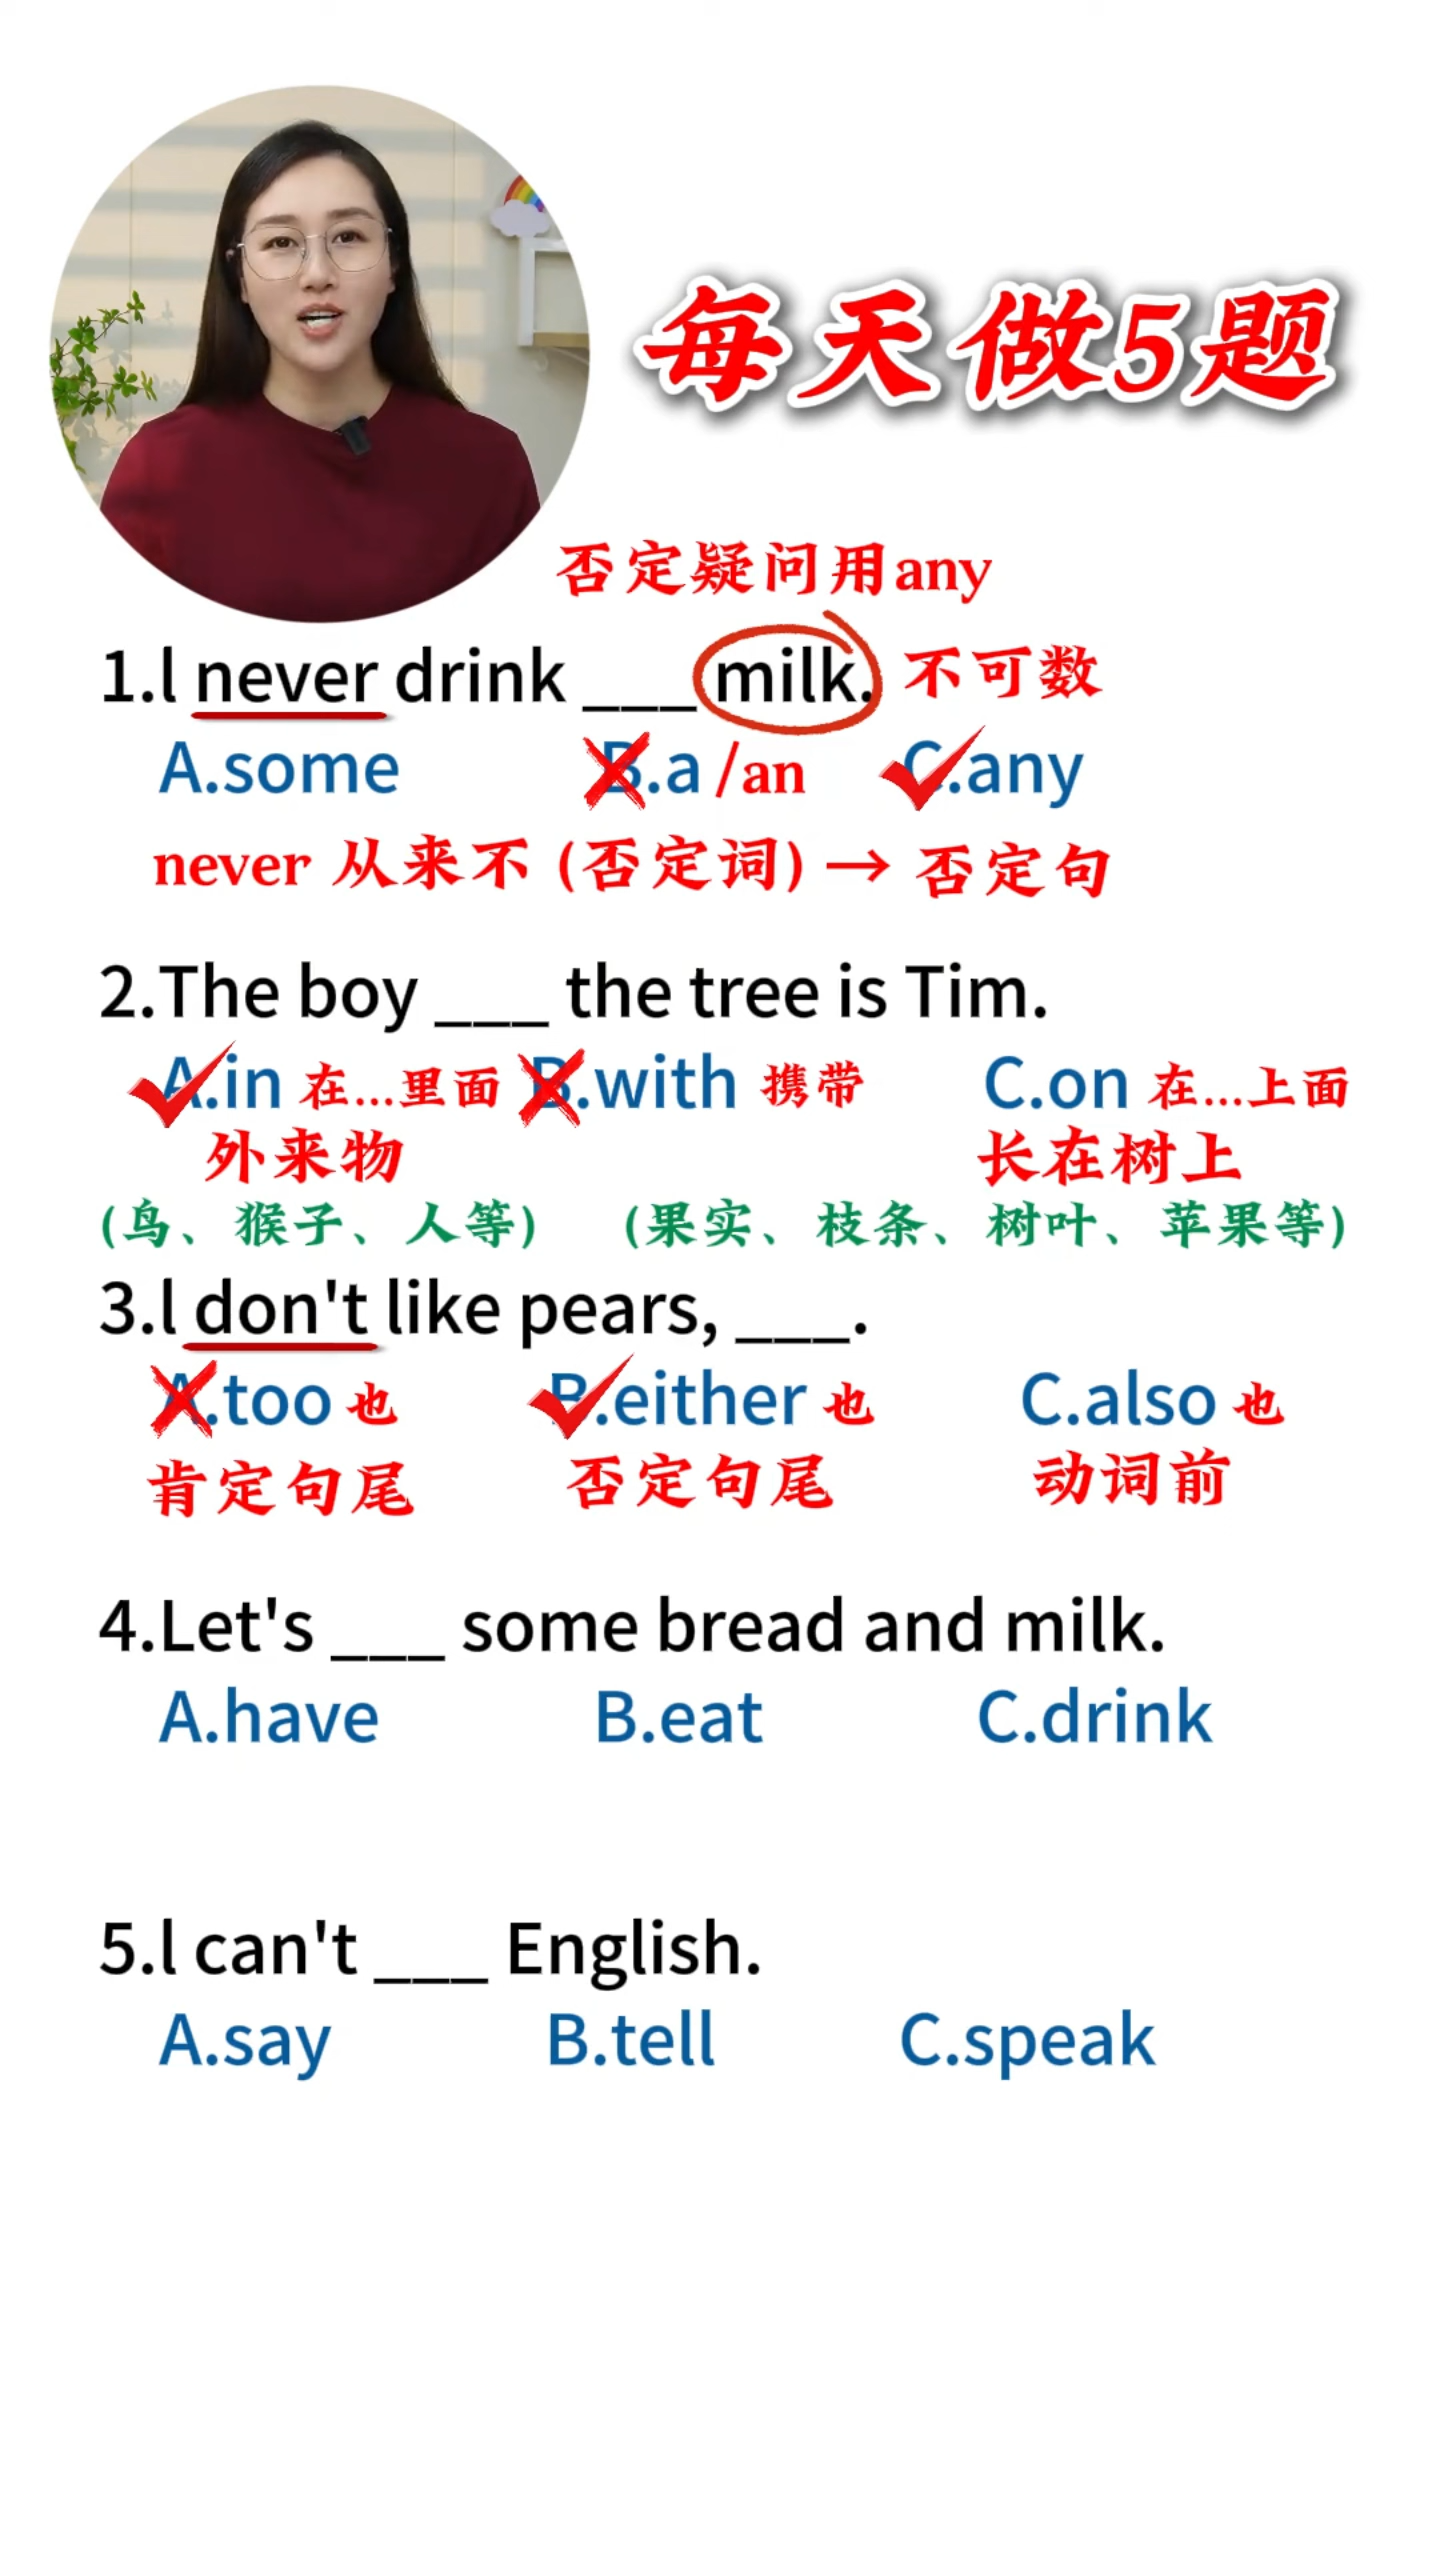 每天做5题
否定疑问用any
1.l never drink ___ milk. 不可数
A.some B.a /an C.any
never 从来不 (否定词) → 否定句
2.The boy ___ the tree is Tim.
A.in 在...里面 B.with 携带 C.on 在...上面
外来物 长在树上
(鸟、猴子、人等) (果实、枝条、树叶、苹果等)
3.l don't like pears, ___.
A.too 也 B.either 也 C.also 也
肯定句尾 否定句尾 动词前
4.Let's ___ some bread and milk.
A.have B.eat C.drink
5.l can't ___ English.
A.say B.tell C.speak